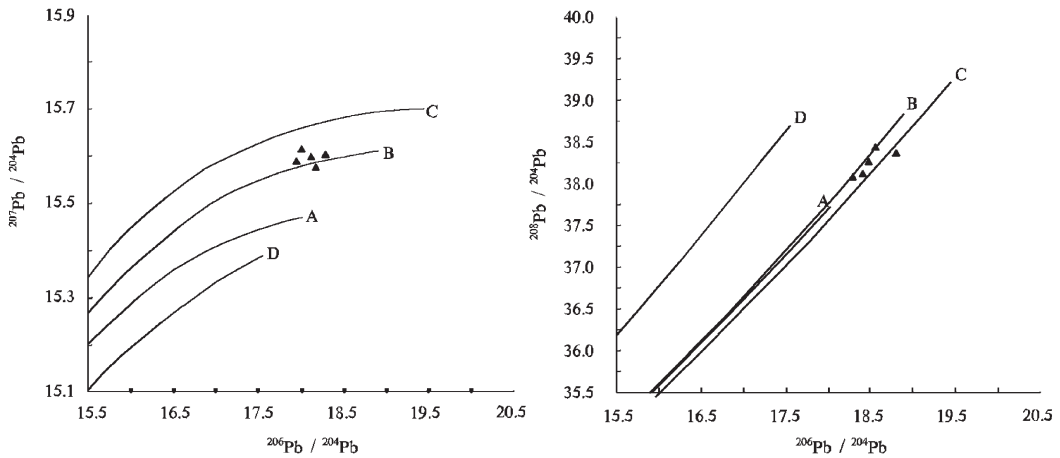 15.9
15.7
15.5
15.3
15.1
²⁰⁷Pb / ²⁰⁴Pb
C
B
A
D
15.5 16.5 17.5 18.5 19.5 20.5
²⁰⁶Pb / ²⁰⁴Pb
40.0
39.5
39.0
38.5
38.0
37.5
37.0
36.5
36.0
35.5
²⁰⁸Pb / ²⁰⁴Pb
C
B
D
A
15.5 16.5 17.5 18.5 19.5 20.5
²⁰⁶Pb / ²⁰⁴Pb